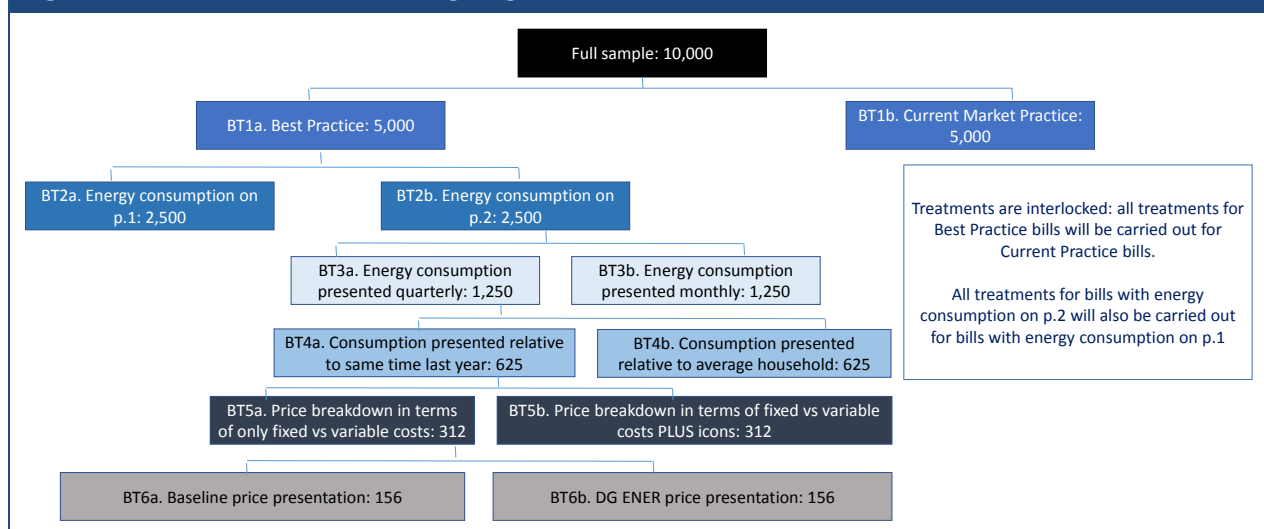 Full sample: 10,000
BT1a. Best Practice: 5,000
BT1b. Current Market Practice:
5,000
BT2a. Energy consumption on
p.1: 2,500
BT2b. Energy consumption on
p.2: 2,500
Treatments are interlocked: all treatments for
Best Practice bills will be carried out for
Current Practice bills.
All treatments for bills with energy
consumption on p.2 will also be carried out
for bills with energy consumption on p.1
BT3a. Energy consumption
presented quarterly: 1,250
BT3b. Energy consumption
presented monthly: 1,250
BT4a. Consumption presented relative
to same time last year: 625
BT4b. Consumption presented
relative to average household: 625
BT5a. Price breakdown in terms
of only fixed vs variable costs: 312
BT5b. Price breakdown in terms of fixed vs variable
costs PLUS icons: 312
BT6a. Baseline price presentation: 156
BT6b. DG ENER price presentation: 156